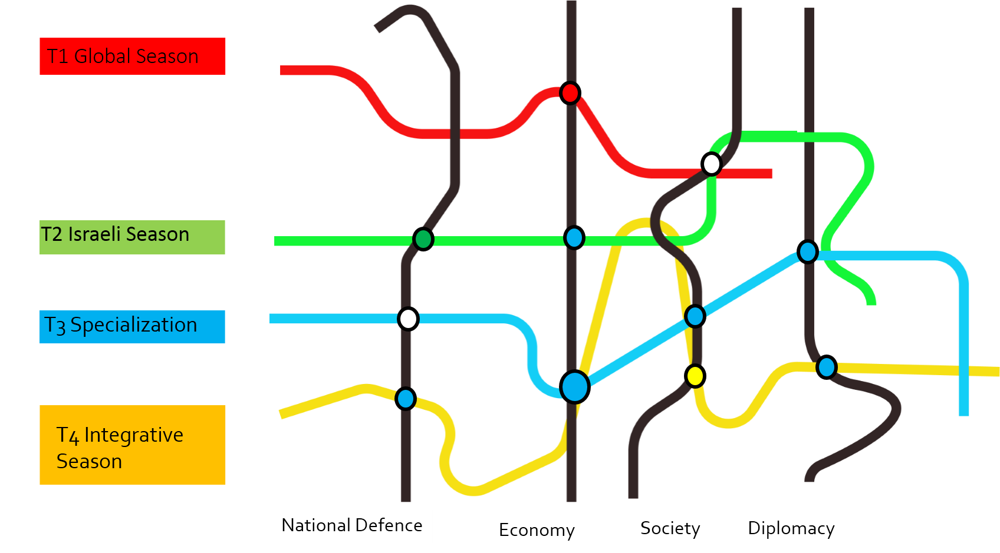 T1 Global Season
T2 Israeli Season
T3 Specialization
T4 Integrative
Season
National Defence
Economy
Society
Diplomacy